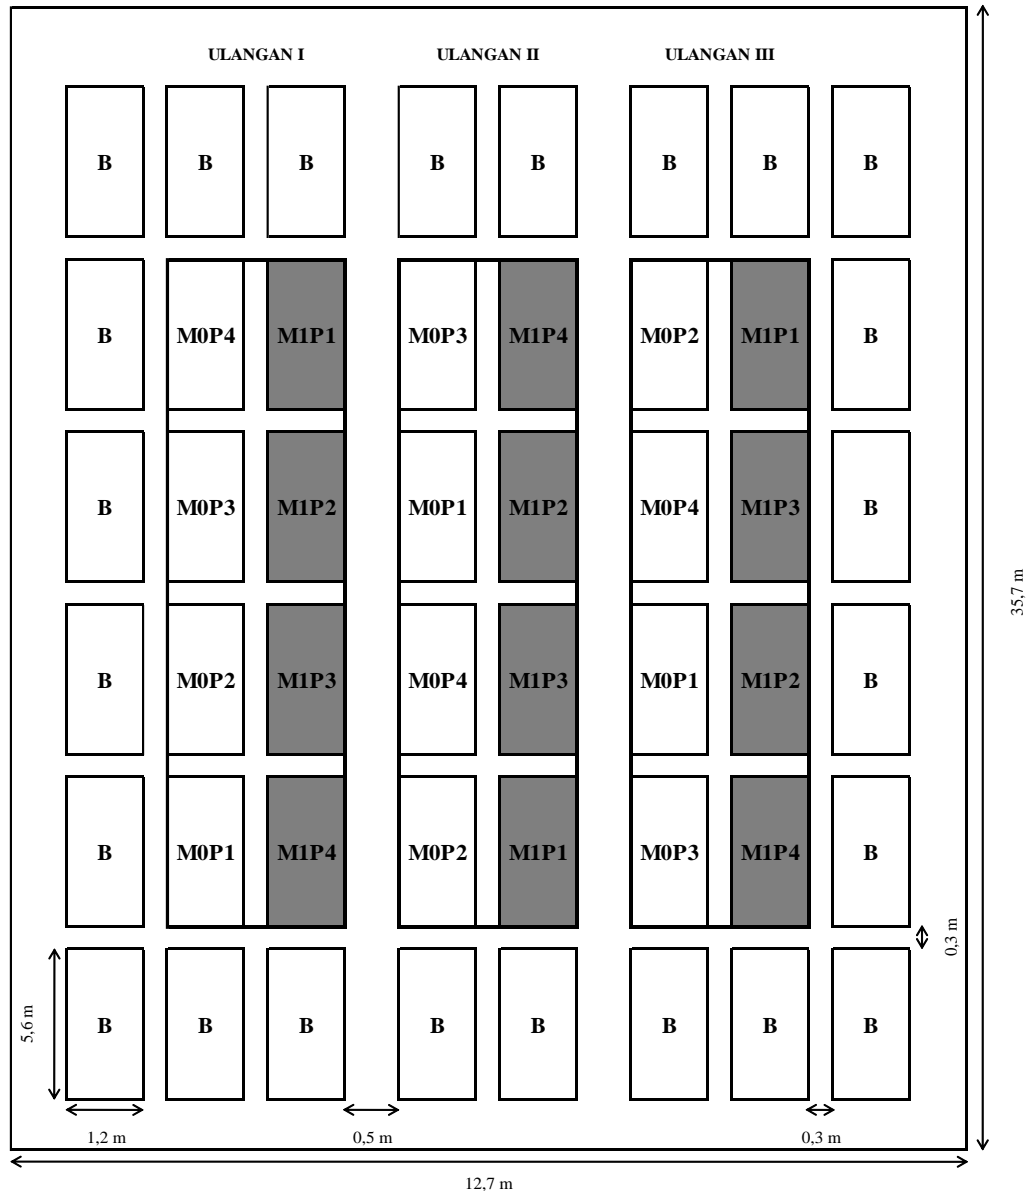 ULANGAN I ULANGAN II ULANGAN III
B B B B B B B B
B M0P4 M1P1 M0P3 M1P4 M0P2 M1P1 B
B M0P3 M1P2 M0P1 M1P2 M0P4 M1P3 B
35,7 m
B M0P2 M1P3 M0P4 M1P3 M0P1 M1P2 B
B M0P1 M1P4 M0P2 M1P1 M0P3 M1P4 B
0,3 m
5,6 m
B B B B B B B B
1,2 m 0,5 m 0,3 m
12,7 m